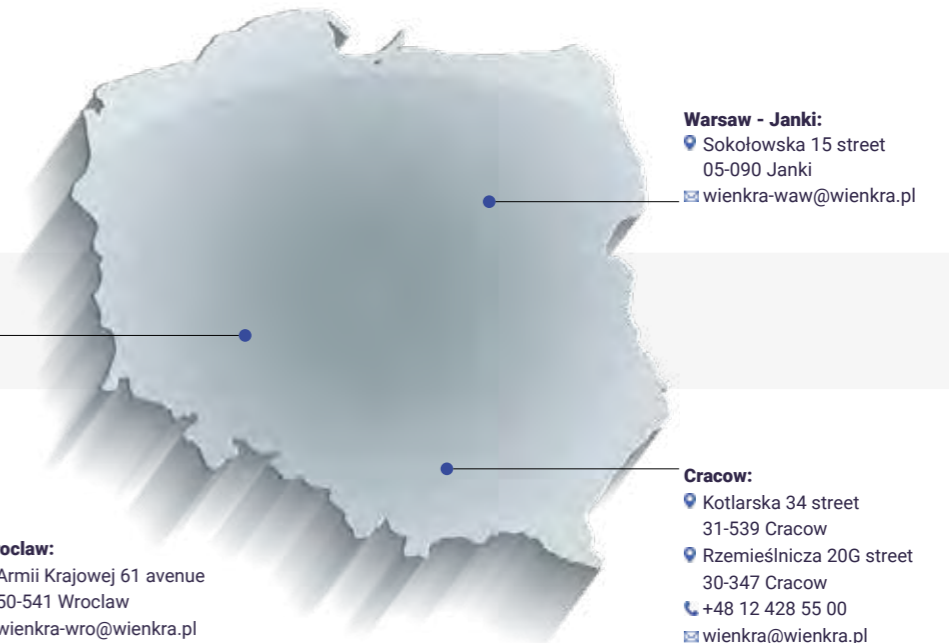 Warsaw - Janki:
Sokołowska 15 street
05-090 Janki
wienkra-waw@wienkra.pl
Cracow:
Kotlarska 34 street
31-539 Cracow
Rzemieślnicza 20G street
30-347 Cracow
+48 12 428 55 00
wienkra@wienkra.pl
roclaw:
Armii Krajowej 61 avenue
50-541 Wroclaw
wienkra-wro@wienkra.pl